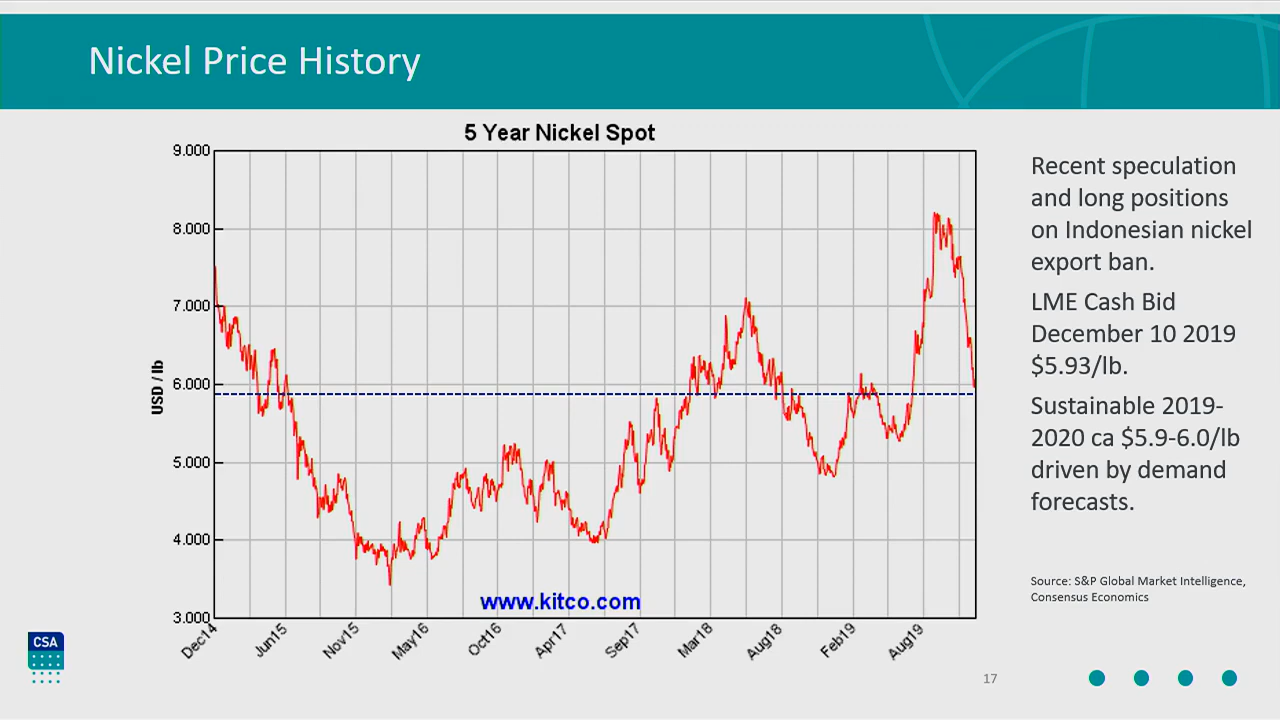 Nickel Price History
5 Year Nickel Spot
9.000
8.000
7.000
6.000
5.000
4.000
3.000
USD / lb
Dec14
Jun15
Nov15
May16
Oct16
Apr17
Sep17
Mar18
Aug18
Feb19
Aug19
www.kitco.com
Recent speculation
and long positions
on Indonesian nickel
export ban.
LME Cash Bid
December 10 2019
$5.93/lb.
Sustainable 2019-
2020 ca $5.9-6.0/lb
driven by demand
forecasts.
Source: S&P Global Market Intelligence,
Consensus Economics
CSA
17